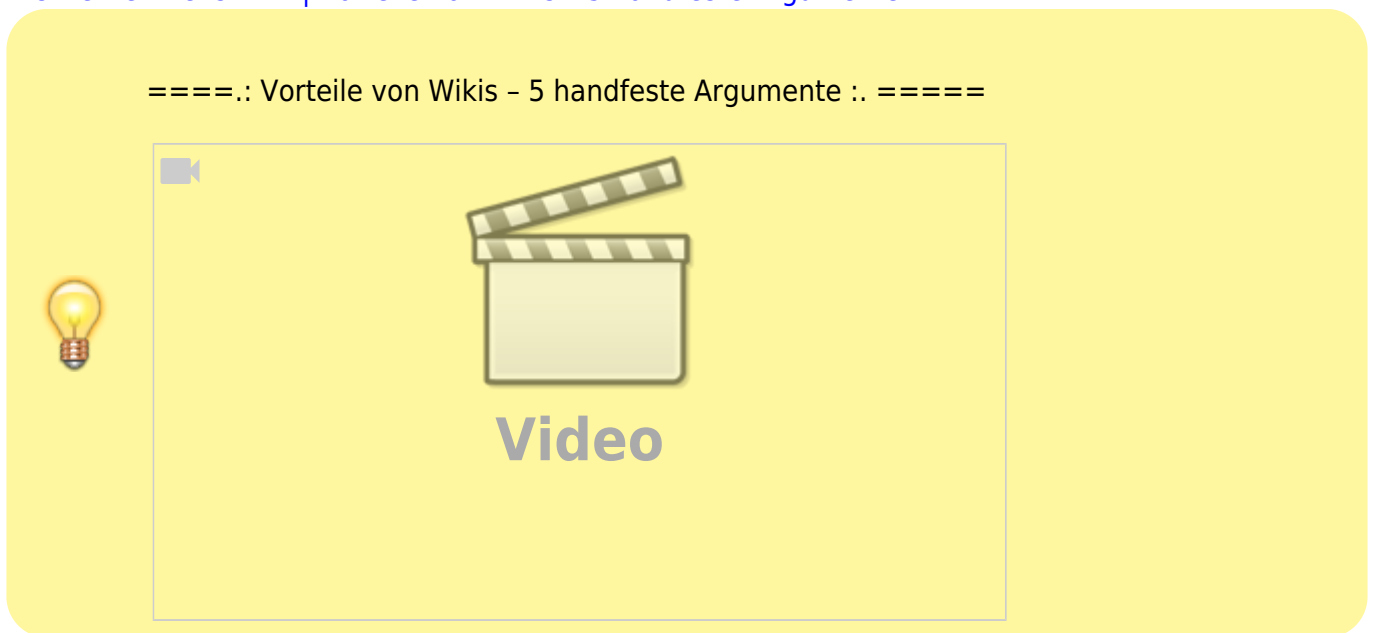 ====.: Vorteile von Wikis – 5 handfeste Argumente :. =====
Video